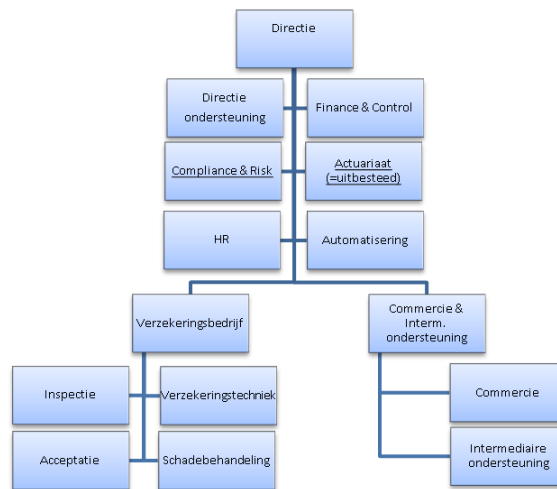 Directie
Directie
ondersteuning
Finance & Control
Compliance & Risk
Actuariaat
(=uitbesteed)
HR
Automatisering
Verzekeringsbedrijf
Commercie &
Interm.
ondersteuning
Inspectie
Verzekeringstechniek
Commercie
Acceptatie
Schadebehandeling
Intermediaire
ondersteuning